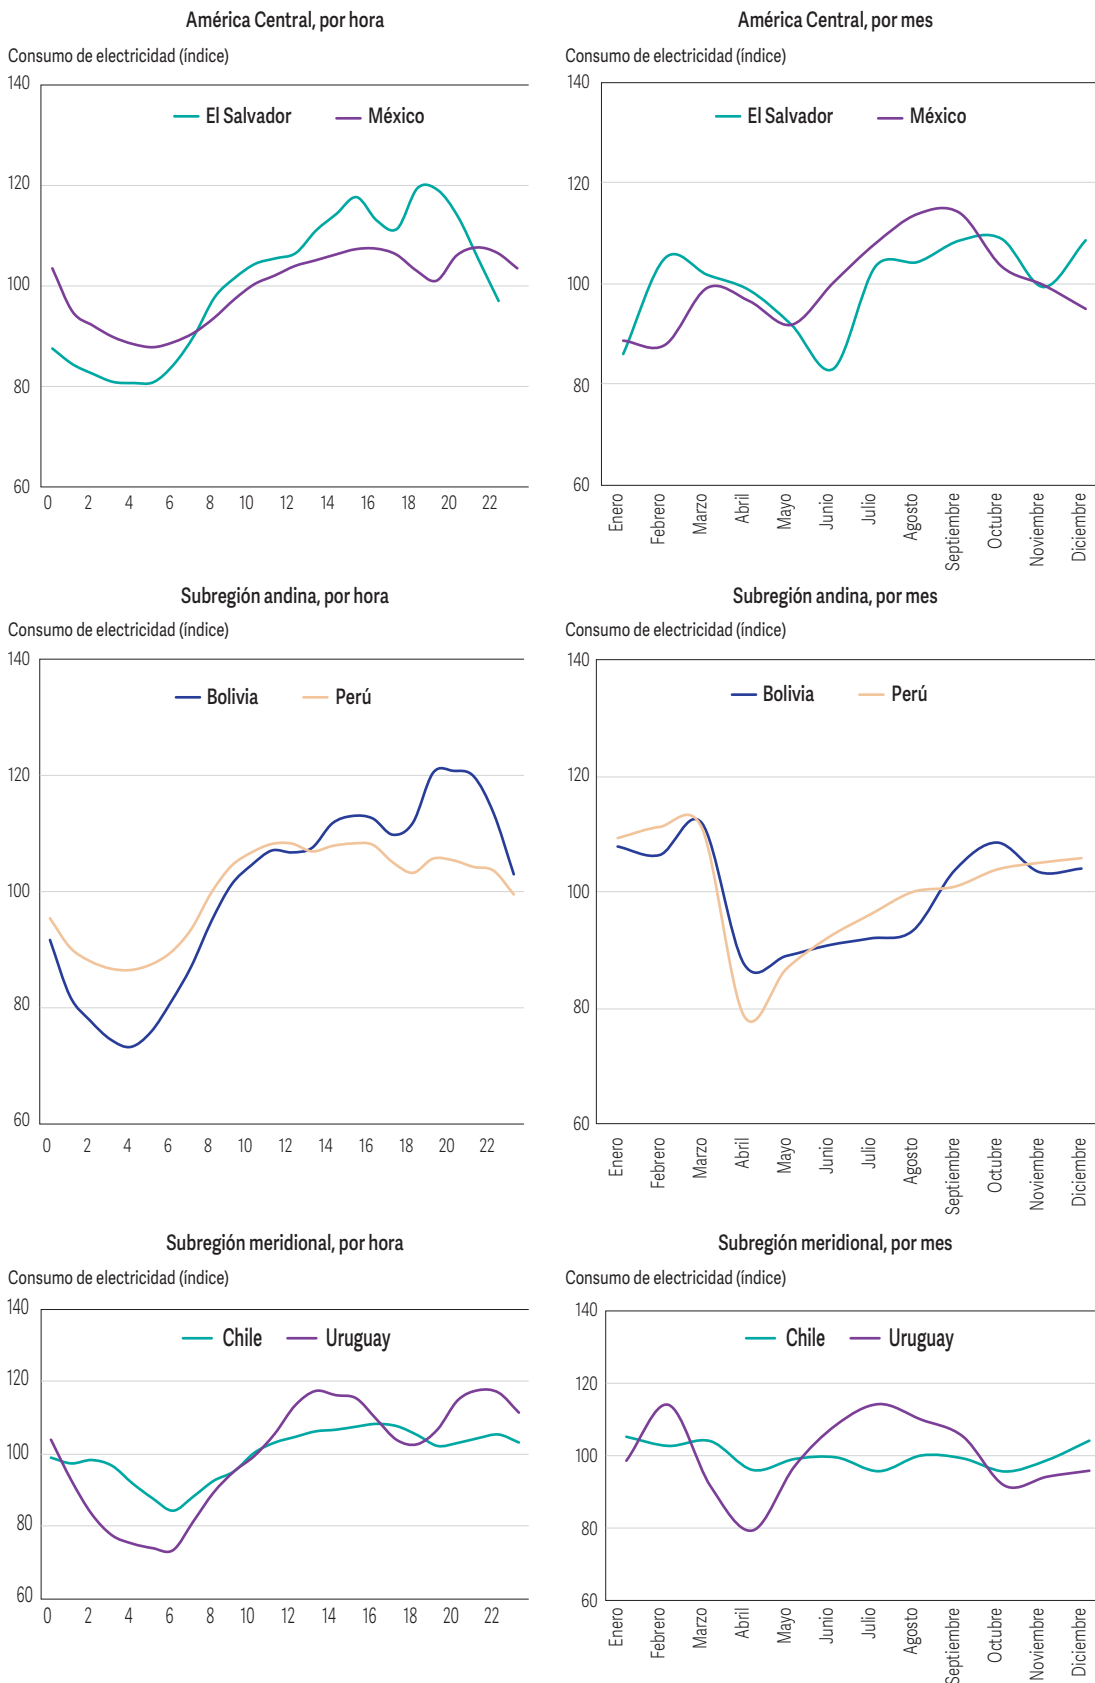 América Central, por hora
Consumo de electricidad (índice)
El Salvador México
140
120
100
80
60
0 2 4 6 8 10 12 14 16 18 20 22
América Central, por mes
Consumo de electricidad (índice)
El Salvador México
140
120
100
80
60
Enero Febrero Marzo Abril Mayo Junio Julio Agosto Septiembre Octubre Noviembre Diciembre
Subregión andina, por hora
Consumo de electricidad (índice)
Bolivia Perú
140
120
100
80
60
0 2 4 6 8 10 12 14 16 18 20 22
Subregión andina, por mes
Consumo de electricidad (índice)
Bolivia Perú
140
120
100
80
60
Enero Febrero Marzo Abril Mayo Junio Julio Agosto Septiembre Octubre Noviembre Diciembre
Subregión meridional, por hora
Consumo de electricidad (índice)
Chile Uruguay
140
120
100
80
60
0 2 4 6 8 10 12 14 16 18 20 22
Subregión meridional, por mes
Consumo de electricidad (índice)
Chile Uruguay
140
120
100
80
60
Enero Febrero Marzo Abril Mayo Junio Julio Agosto Septiembre Octubre Noviembre Diciembre